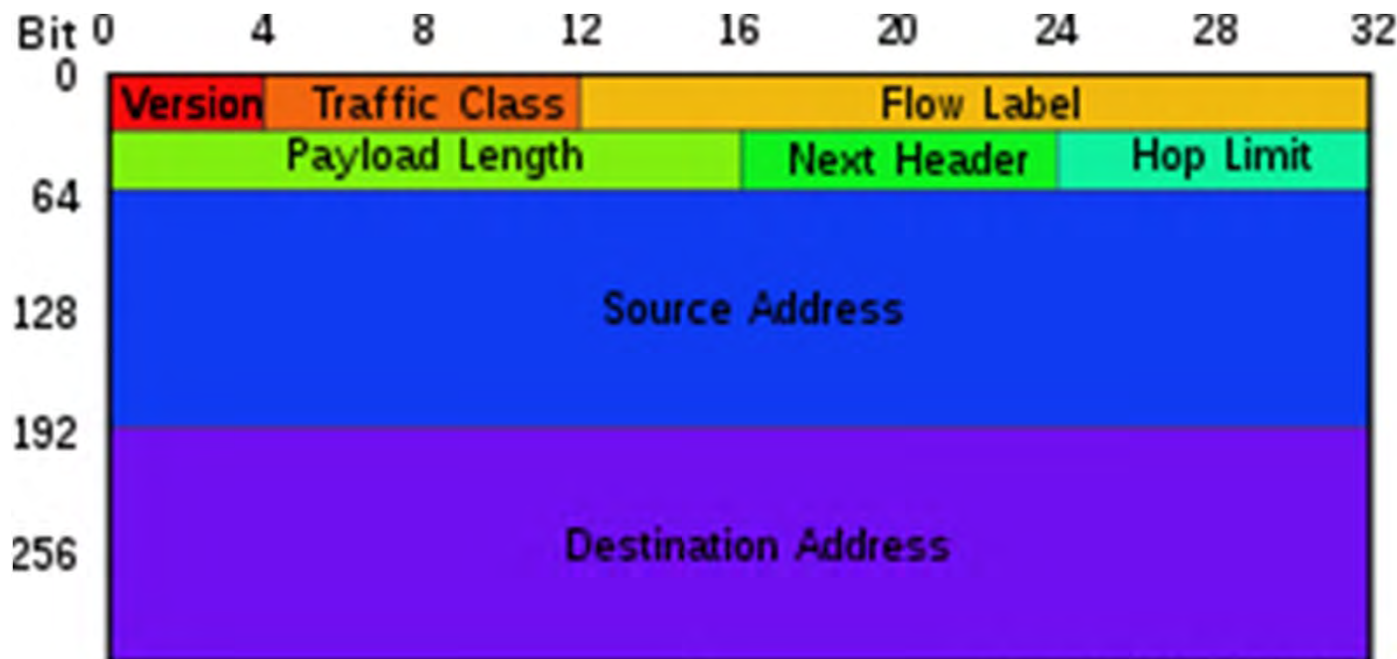 Bit 0 4 8 12 16 20 24 28 32
0
Version Traffic Class Flow Label
Payload Length Next Header Hop Limit
64
128 Source Address
192
256 Destination Address